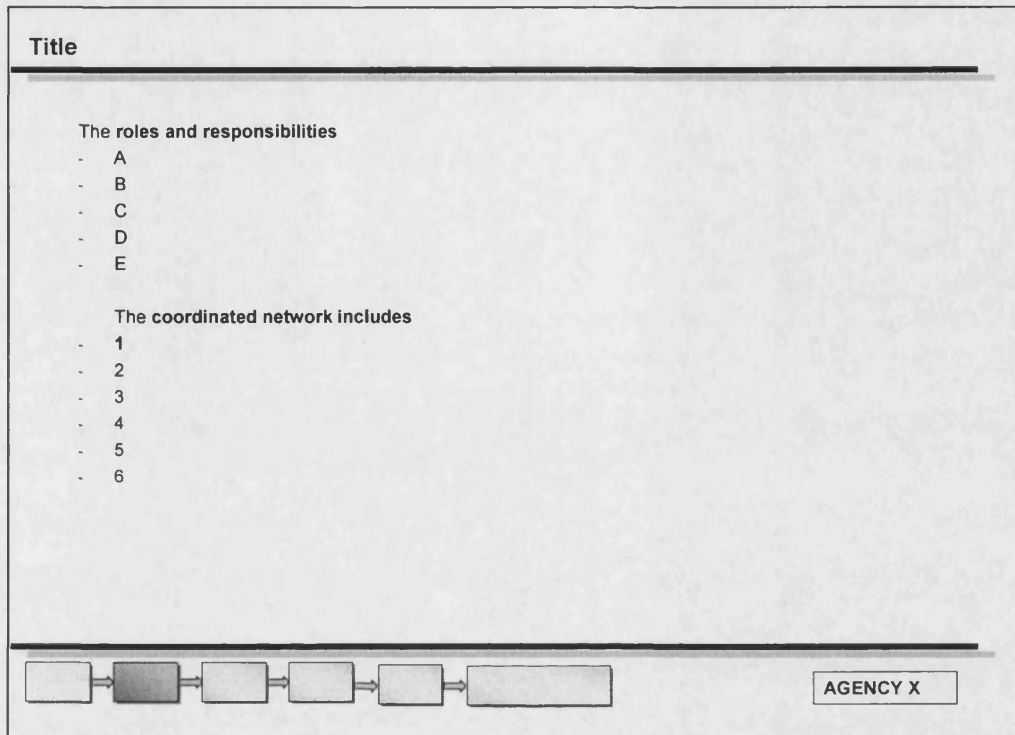 Title
The roles and responsibilities
- A
- B
- C
- D
- E
The coordinated network includes
- 1
- 2
- 3
- 4
- 5
- 6
AGENCY X